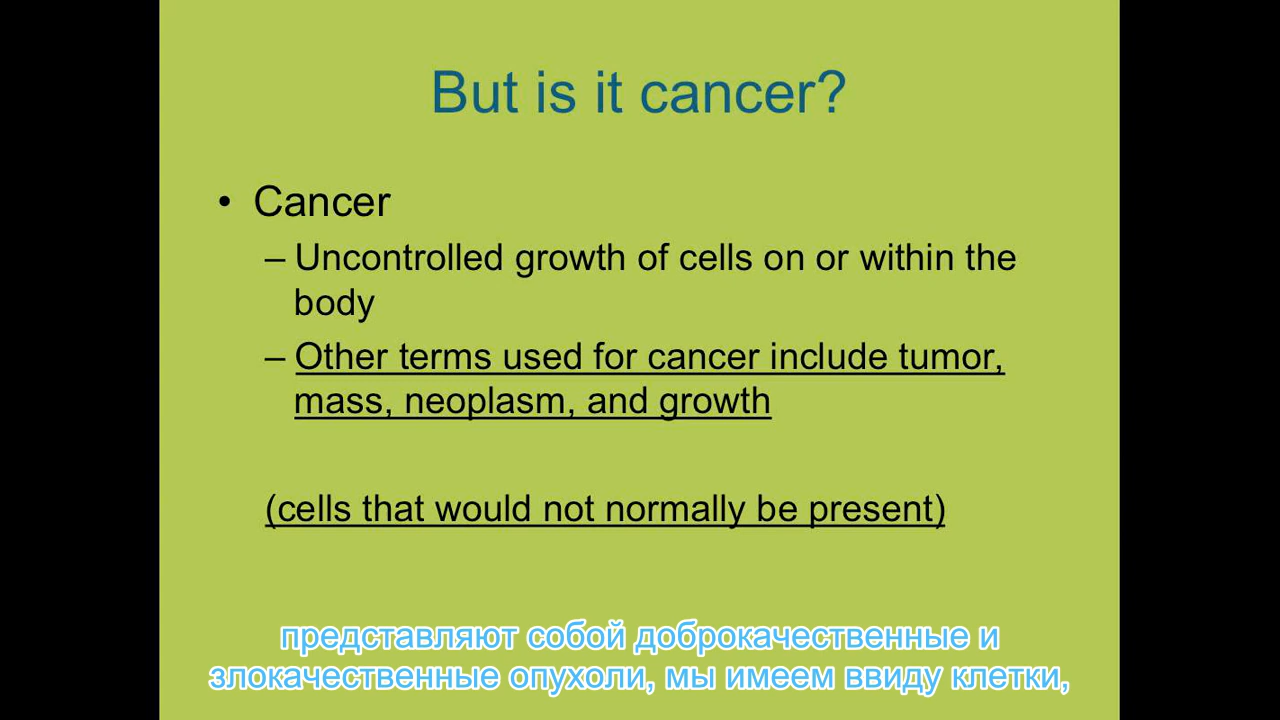 But is it cancer?
• Cancer
– Uncontrolled growth of cells on or within the
body
– Other terms used for cancer include tumor,
mass, neoplasm, and growth
(cells that would not normally be present)
представляют собой доброкачественные и
злокачественные опухоли, мы имеем ввиду клетки,